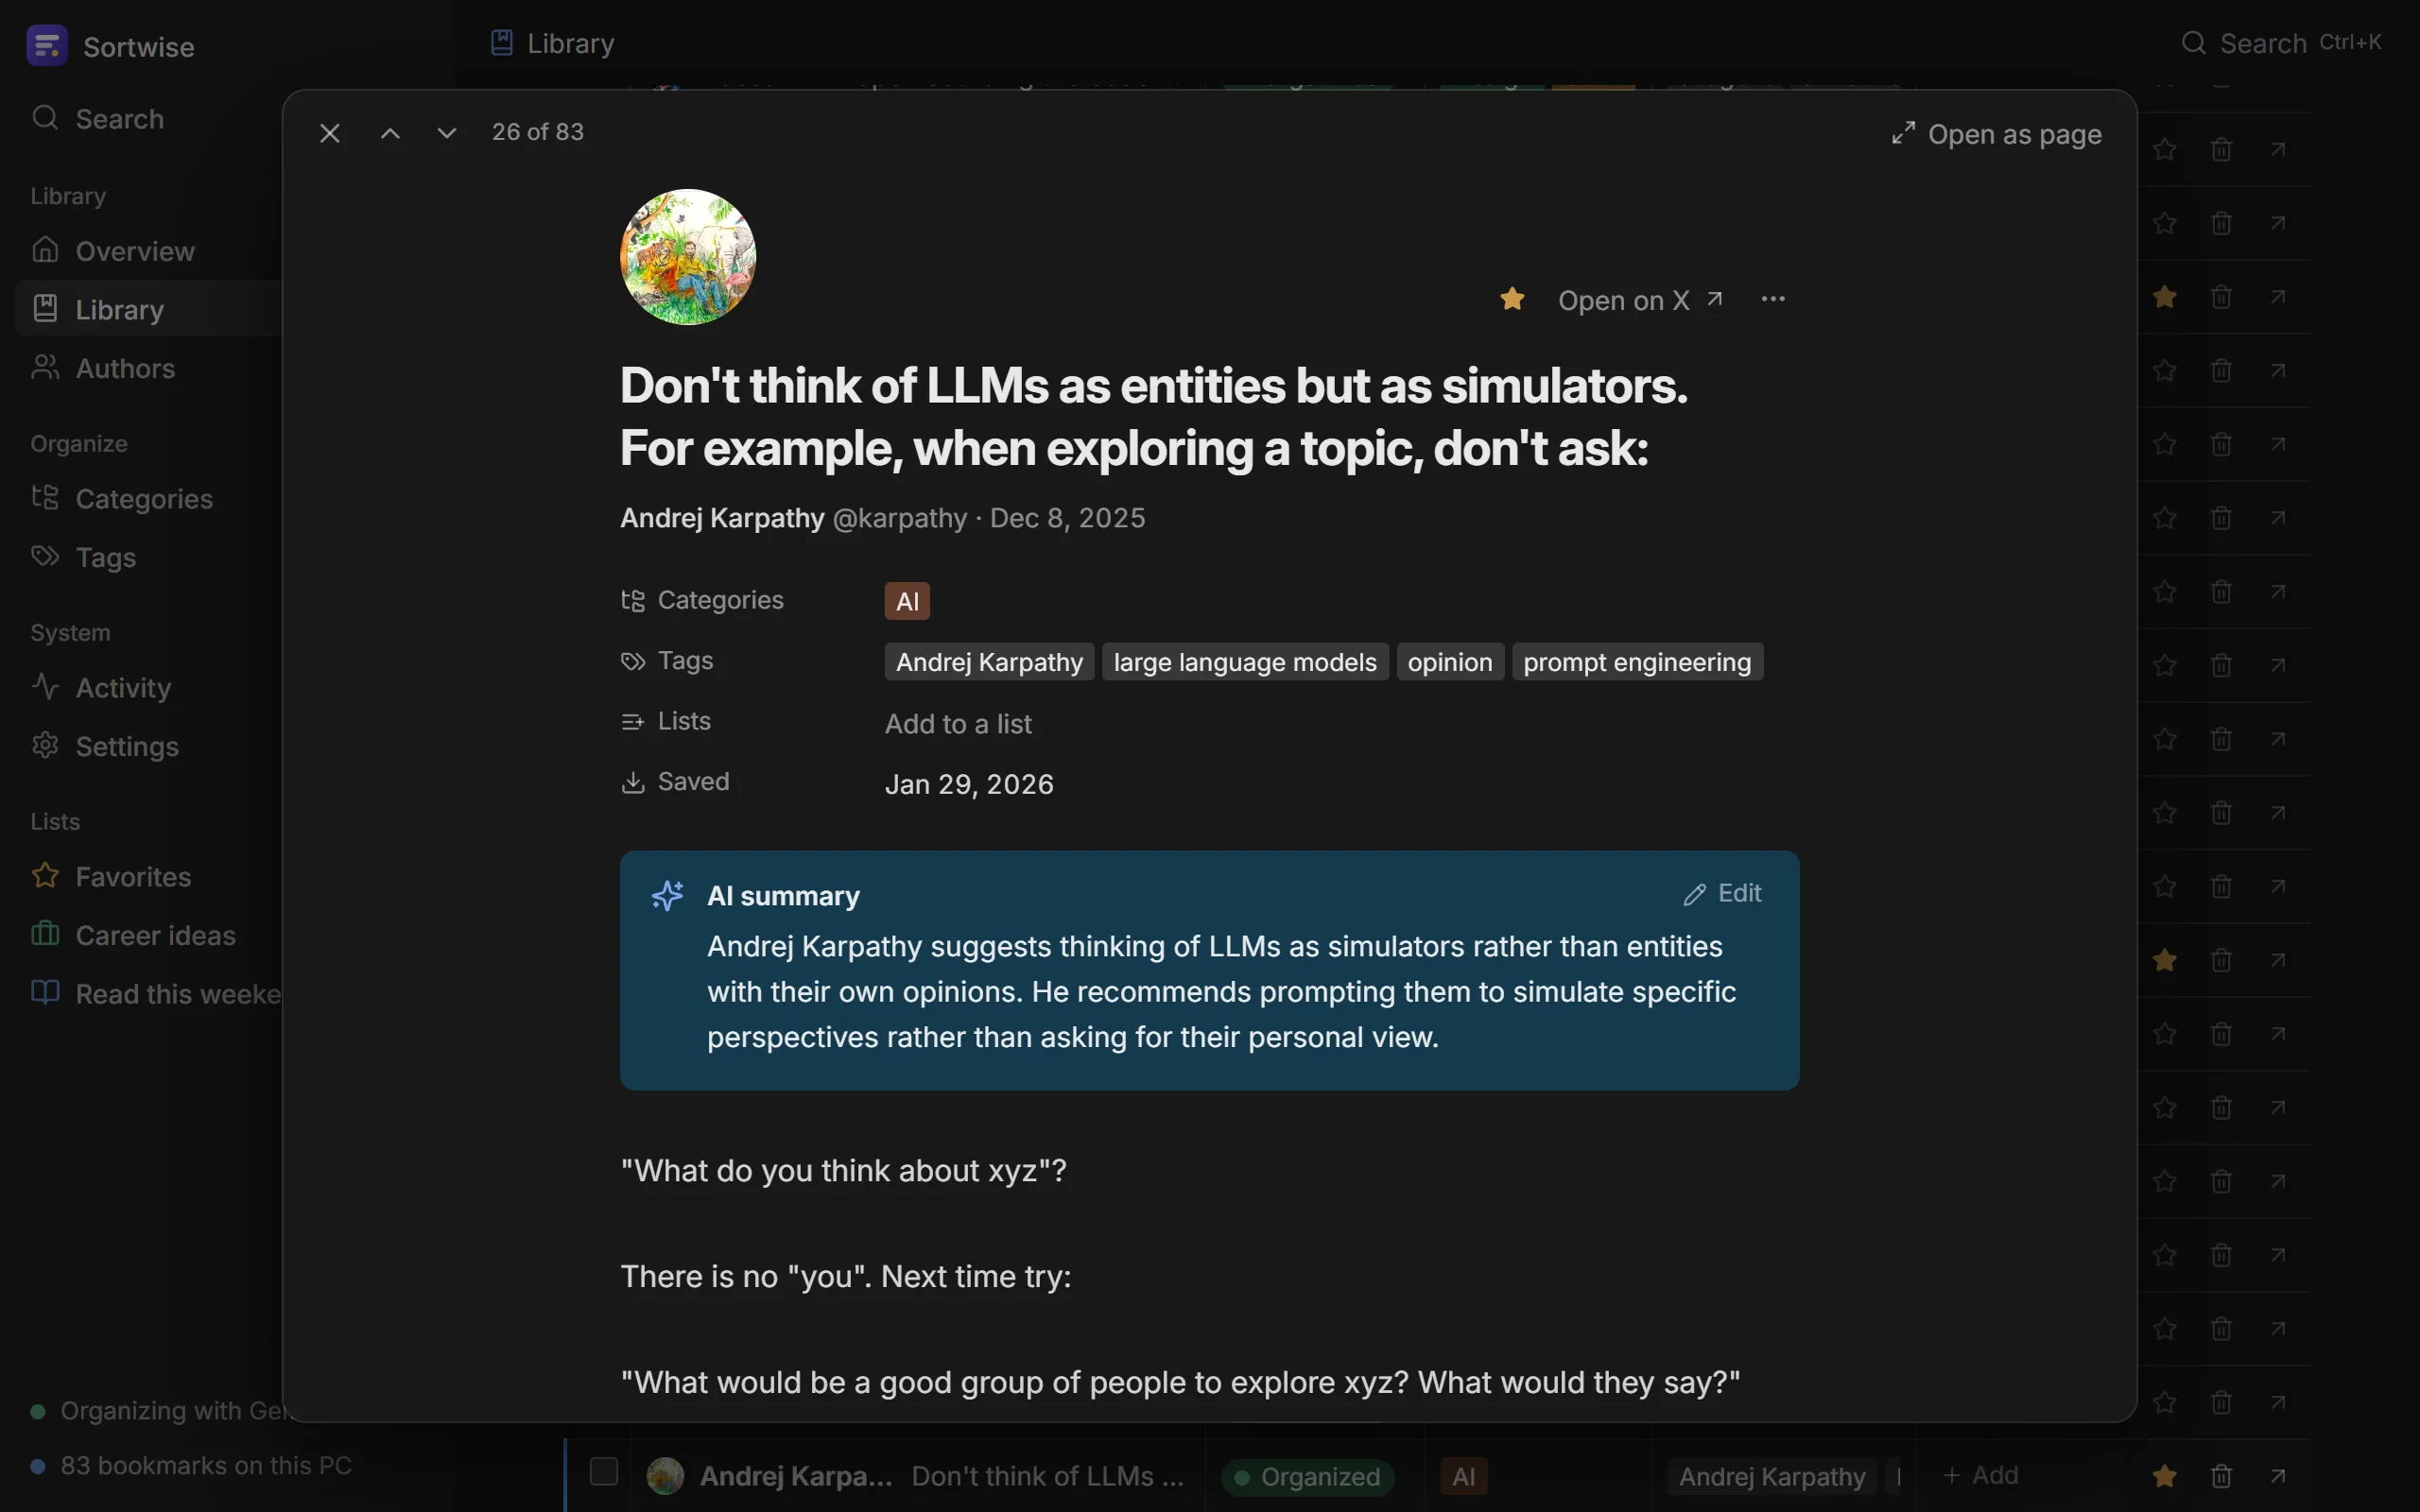 Sortwise
Library
Search Ctrl+K
Search
Library
Overview
Library
Authors
Organize
Categories
Tags
System
Activity
Settings
Lists
Favorites
Career ideas
Read this weeke
Organizing with Ge
83 bookmarks on this PC
26 of 83
Open as page
Open on X
Don't think of LLMs as entities but as simulators.
For example, when exploring a topic, don't ask:
Andrej Karpathy @karpathy · Dec 8, 2025
Categories AI
Tags Andrej Karpathy large language models opinion prompt engineering
Lists Add to a list
Saved Jan 29, 2026
AI summary Edit
Andrej Karpathy suggests thinking of LLMs as simulators rather than entities
with their own opinions. He recommends prompting them to simulate specific
perspectives rather than asking for their personal view.
"What do you think about xyz"?
There is no "you". Next time try:
"What would be a good group of people to explore xyz? What would they say?"
Andrej Karpa... Don't think of LLMs ... Organized AI Andrej Karpathy + Add